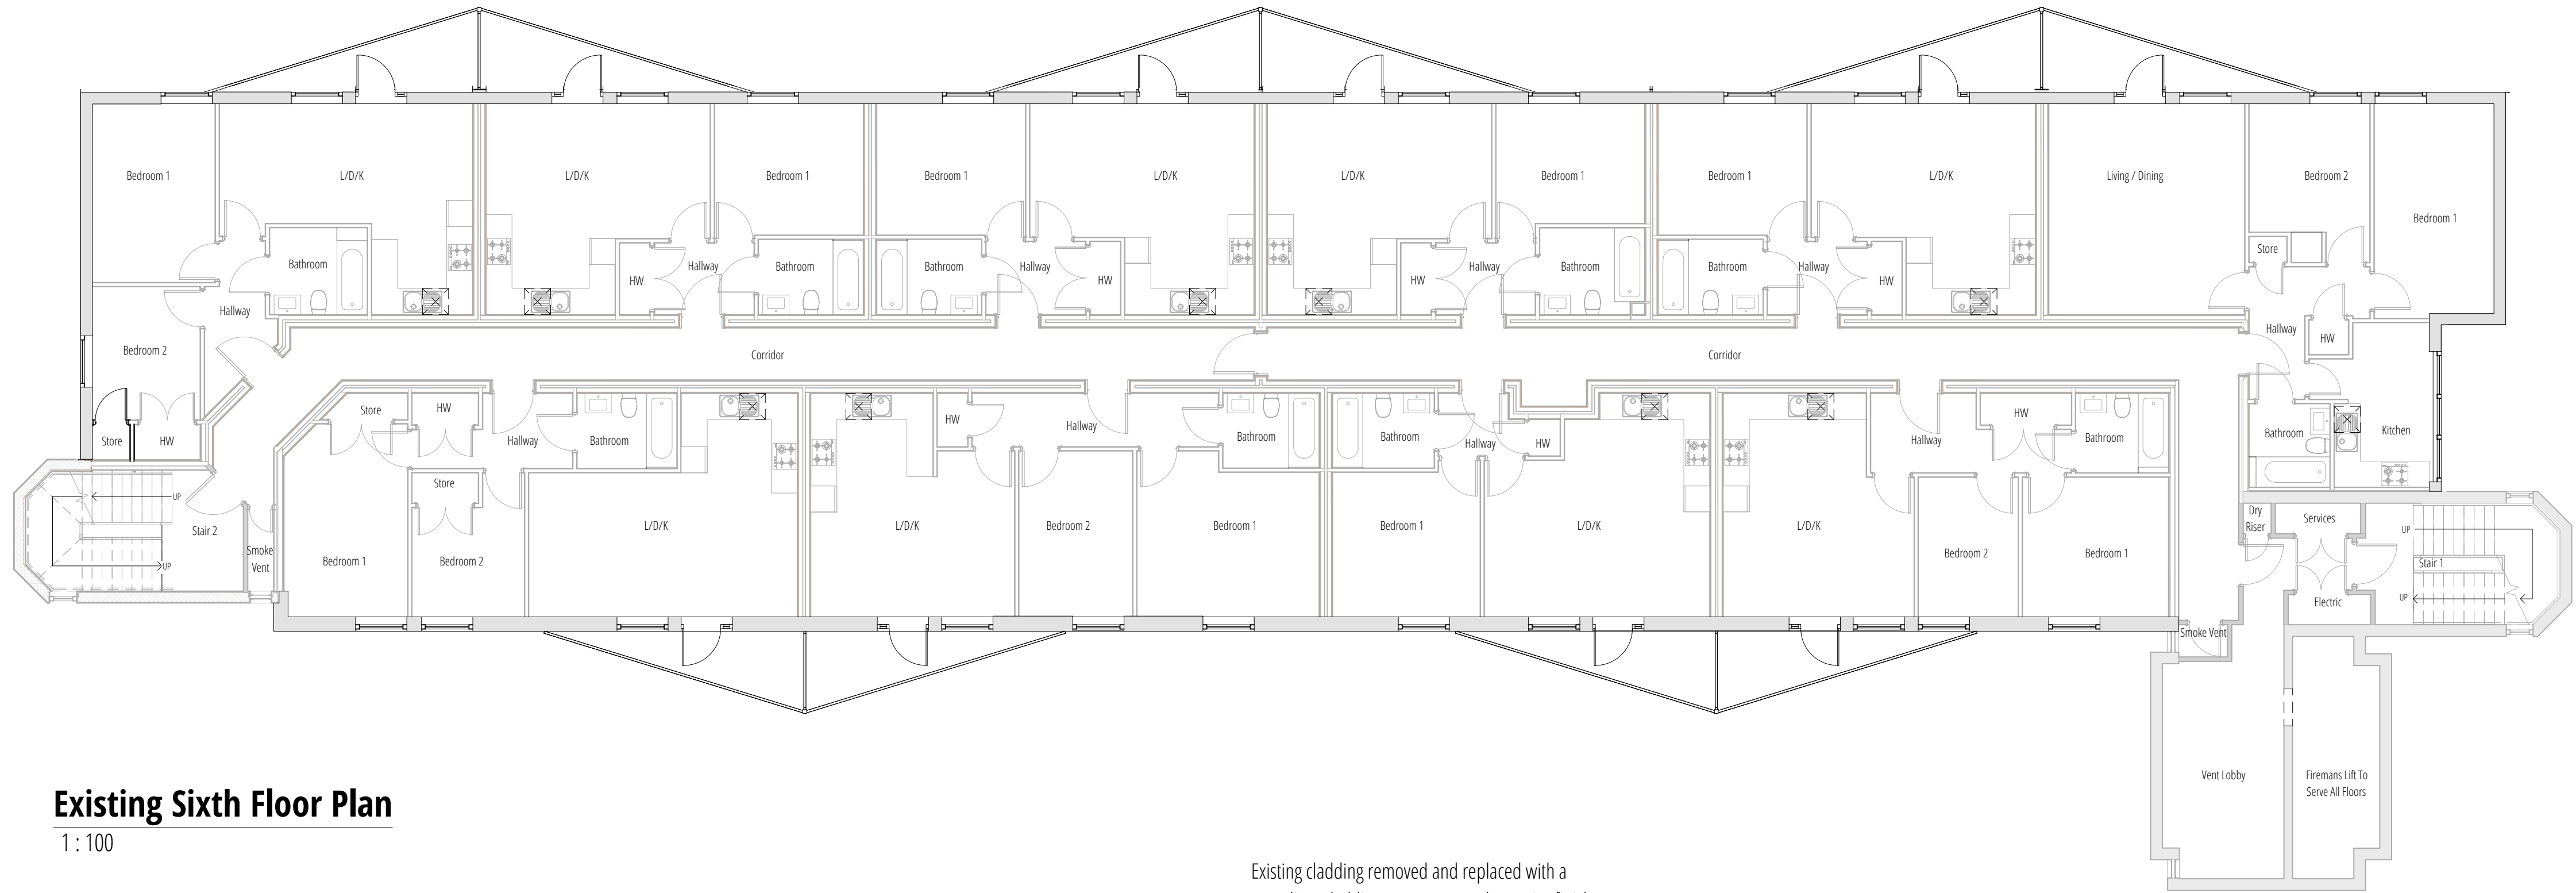 Bedroom 1
L/D/K
L/D/K
Bedroom 1
Bedroom 1
L/D/K
L/D/K
Bedroom 1
Bedroom 1
L/D/K
Living / Dining
Bedroom 2
Bedroom 1
Bathroom
HW
Hallway
Bathroom
Bathroom
Hallway
HW
HW
Hallway
Bathroom
Bathroom
Hallway
HW
Store
Hallway
Hallway
HW
Bedroom 2
Corridor
Corridor
Store
HW
Store
HW
Hallway
Bathroom
HW
Hallway
Bathroom
Bathroom
Hallway
HW
Hallway
HW
Bathroom
Bathroom
Kitchen
Store
UP
Stair 2
UP
Smoke
Vent
Bedroom 1
Bedroom 2
L/D/K
L/D/K
Bedroom 2
Bedroom 1
Bedroom 1
L/D/K
L/D/K
Bedroom 2
Bedroom 1
Dry
Riser
Services
UP
Stair 1
UP
Electric
Smoke Vent
Vent Lobby
Firemans Lift To
Serve All Floors
Existing Sixth Floor Plan
1 : 100
Existing cladding removed and replaced with a